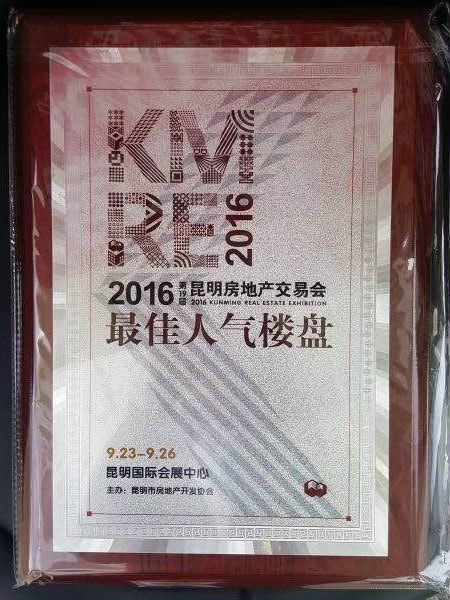 KM
RE
2016
2016 第19届 昆明房地产交易会
2016 KUNMING REAL ESTATE EXHIBITION
最佳人气楼盘
9.23-9.26
昆明国际会展中心
主办：昆明市房地产开发协会